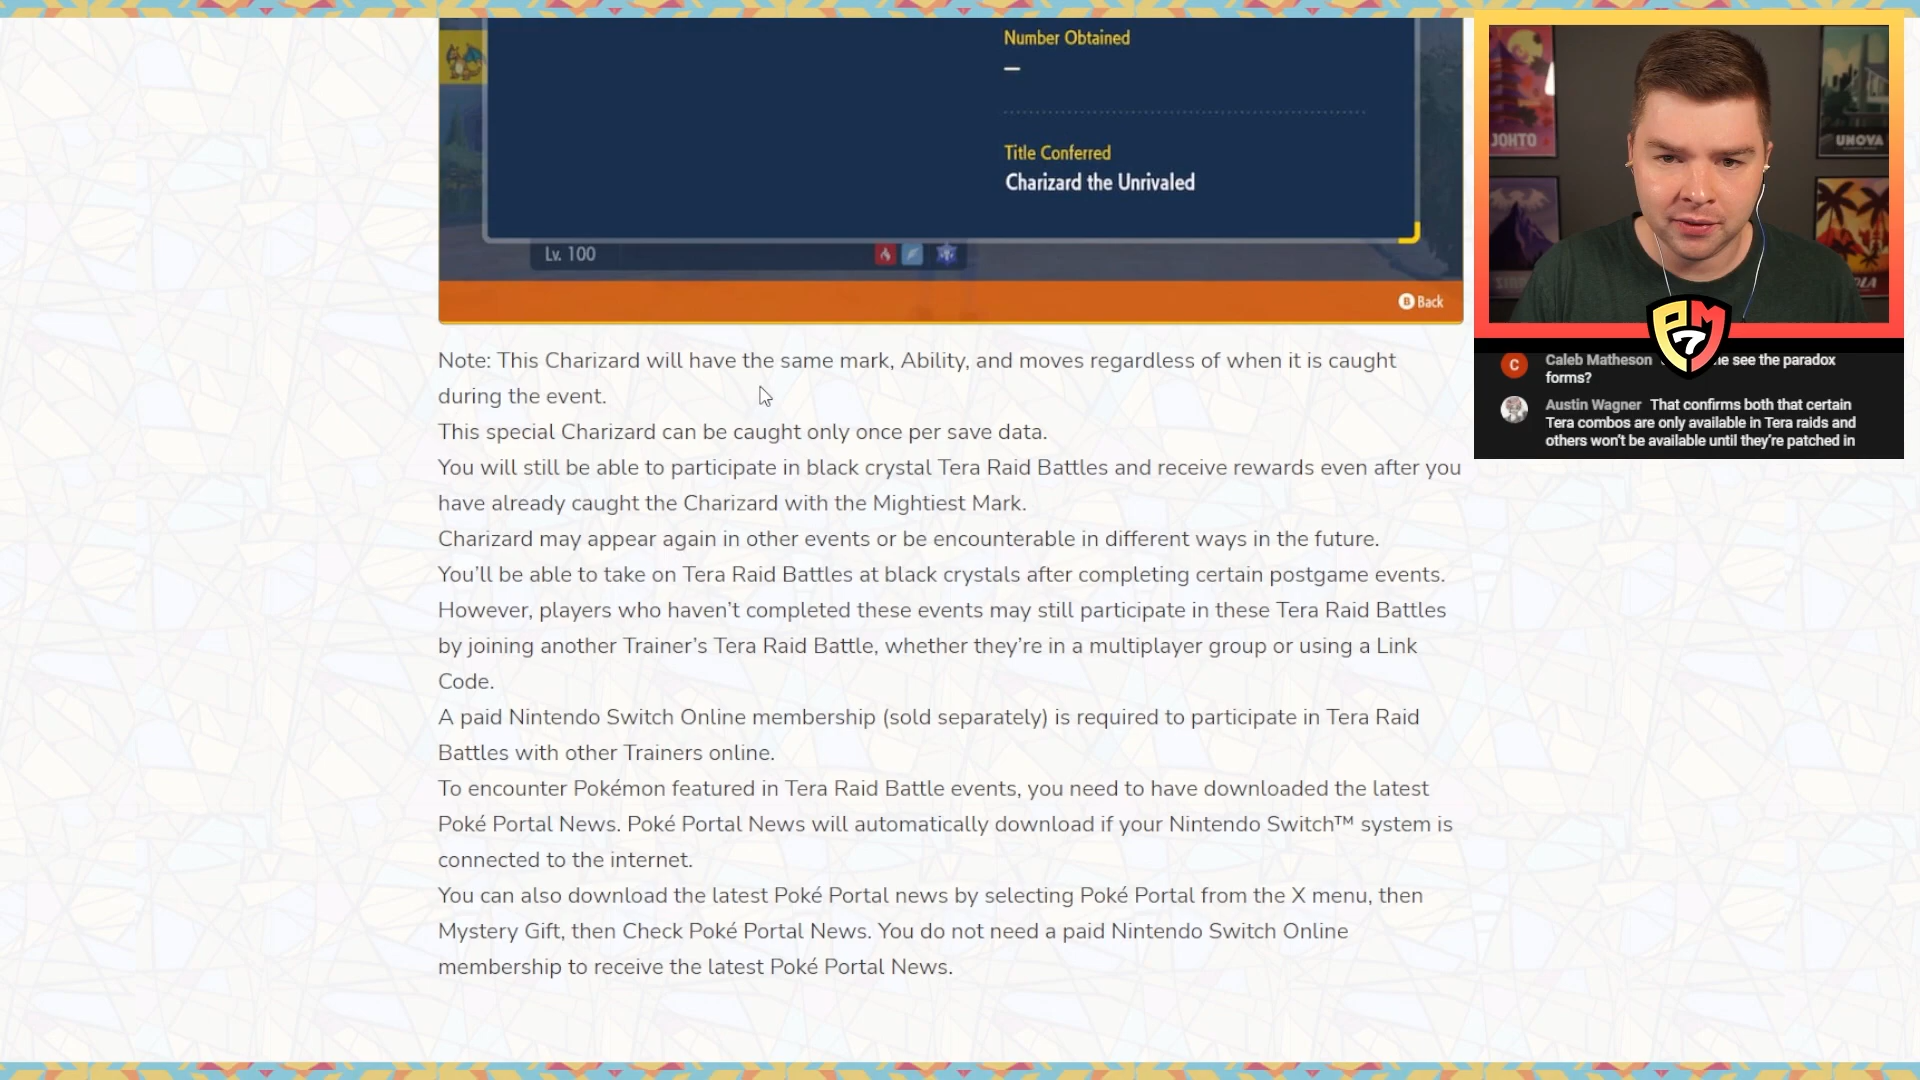 Number Obtained
—
Title Conferred
Charizard the Unrivaled
Lv. 100
B Back
Note: This Charizard will have the same mark, Ability, and moves regardless of when it is caught
during the event.
This special Charizard can be caught only once per save data.
You will still be able to participate in black crystal Tera Raid Battles and receive rewards even after you
have already caught the Charizard with the Mightiest Mark.
Charizard may appear again in other events or be encounterable in different ways in the future.
You’ll be able to take on Tera Raid Battles at black crystals after completing certain postgame events.
However, players who haven’t completed these events may still participate in these Tera Raid Battles
by joining another Trainer’s Tera Raid Battle, whether they’re in a multiplayer group or using a Link
Code.
A paid Nintendo Switch Online membership (sold separately) is required to participate in Tera Raid
Battles with other Trainers online.
To encounter Pokémon featured in Tera Raid Battle events, you need to have downloaded the latest
Poké Portal News. Poké Portal News will automatically download if your Nintendo Switch™ system is
connected to the internet.
You can also download the latest Poké Portal news by selecting Poké Portal from the X menu, then
Mystery Gift, then Check Poké Portal News. You do not need a paid Nintendo Switch Online
membership to receive the latest Poké Portal News.
JOHTO
UNOVA
PM
7
C
Caleb Matheson see the paradox
forms?
Austin Wagner That confirms both that certain
Tera combos are only available in Tera raids and
others won’t be available until they’re patched in